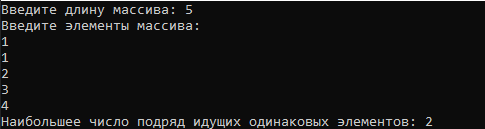 Введите длину массива: 5
Введите элементы массива:
1
1
2
3
4
Наибольшее число подряд идущих одинаковых элементов: 2